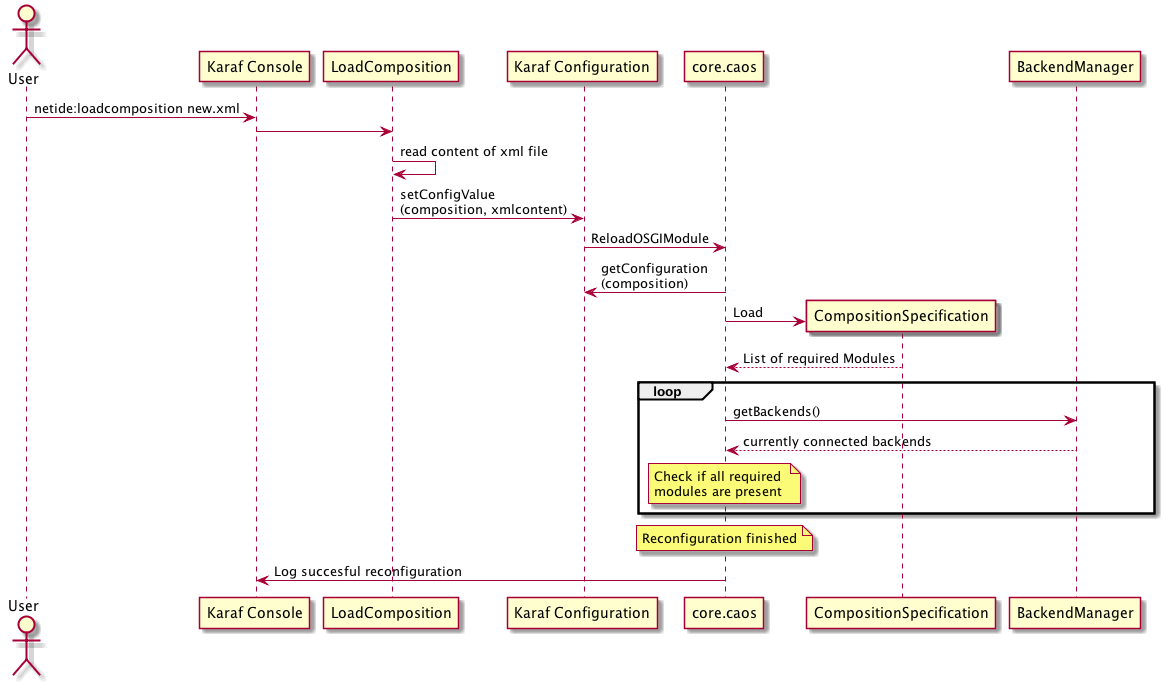 User
Karaf Console
LoadComposition
Karaf Configuration
core.caos
BackendManager
netide:loadcomposition new.xml
read content of xml file
setConfigValue
(composition, xmlcontent)
ReloadOSGIModule
getConfiguration
(composition)
Load
CompositionSpecification
List of required Modules
loop
getBackends()
currently connected backends
Check if all required
modules are present
Reconfiguration finished
Log succesful reconfiguration
User
Karaf Console
LoadComposition
Karaf Configuration
core.caos
CompositionSpecification
BackendManager